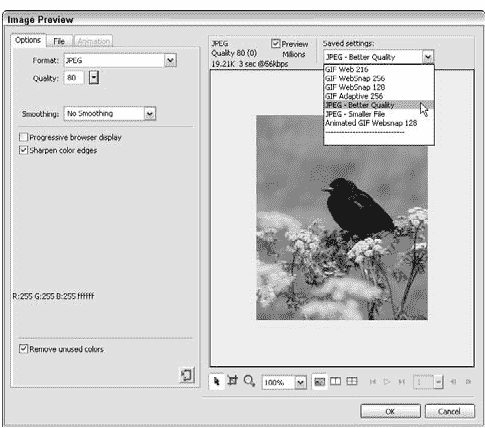 Image Preview
Options File Animation
Format: JPEG
Quality: 80
Smoothing: No Smoothing
Progressive browser display
Sharpen color edges
R:255 G:255 B:255 ffffff
Remove unused colors
JPEG Preview
Quality 80 (0) Millions
19.21K 3 sec @56kbps
Saved settings:
JPEG - Better Quality
GIF Web 216
GIF WebSnap 256
GIF WebSnap 128
GIF Adaptive 256
JPEG - Better Quality
JPEG - Smaller File
Animated GIF Websnap 128
--------------------------
100% 1
OK Cancel